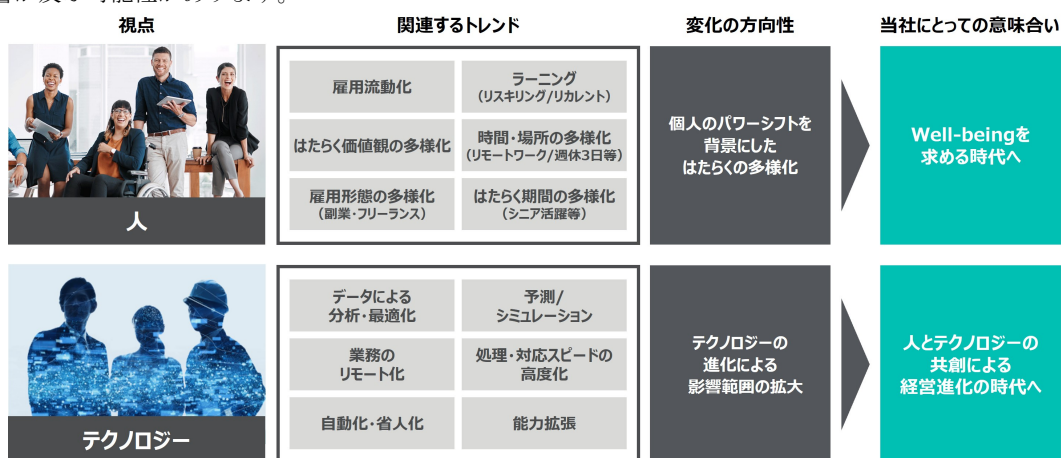 視点
関連するトレンド
変化の方向性
当社にとっての意味合い
人
雇用流動化
ラーニング
(リスキリング/リカレント)
はたらく価値観の多様化
時間・場所の多様化
(リモートワーク/週休3日等)
雇用形態の多様化
(副業・フリーランス)
はたらく期間の多様化
(シニア活躍等)
個人のパワーシフトを
背景にした
はたらくの多様化
Well-beingを
求める時代へ
テクノロジー
データによる
分析・最適化
予測/
シミュレーション
業務の
リモート化
処理・対応スピードの
高度化
自動化・省人化
能力拡張
テクノロジーの
進化による
影響範囲の拡大
人とテクノロジーの
共創による
経営進化の時代へ